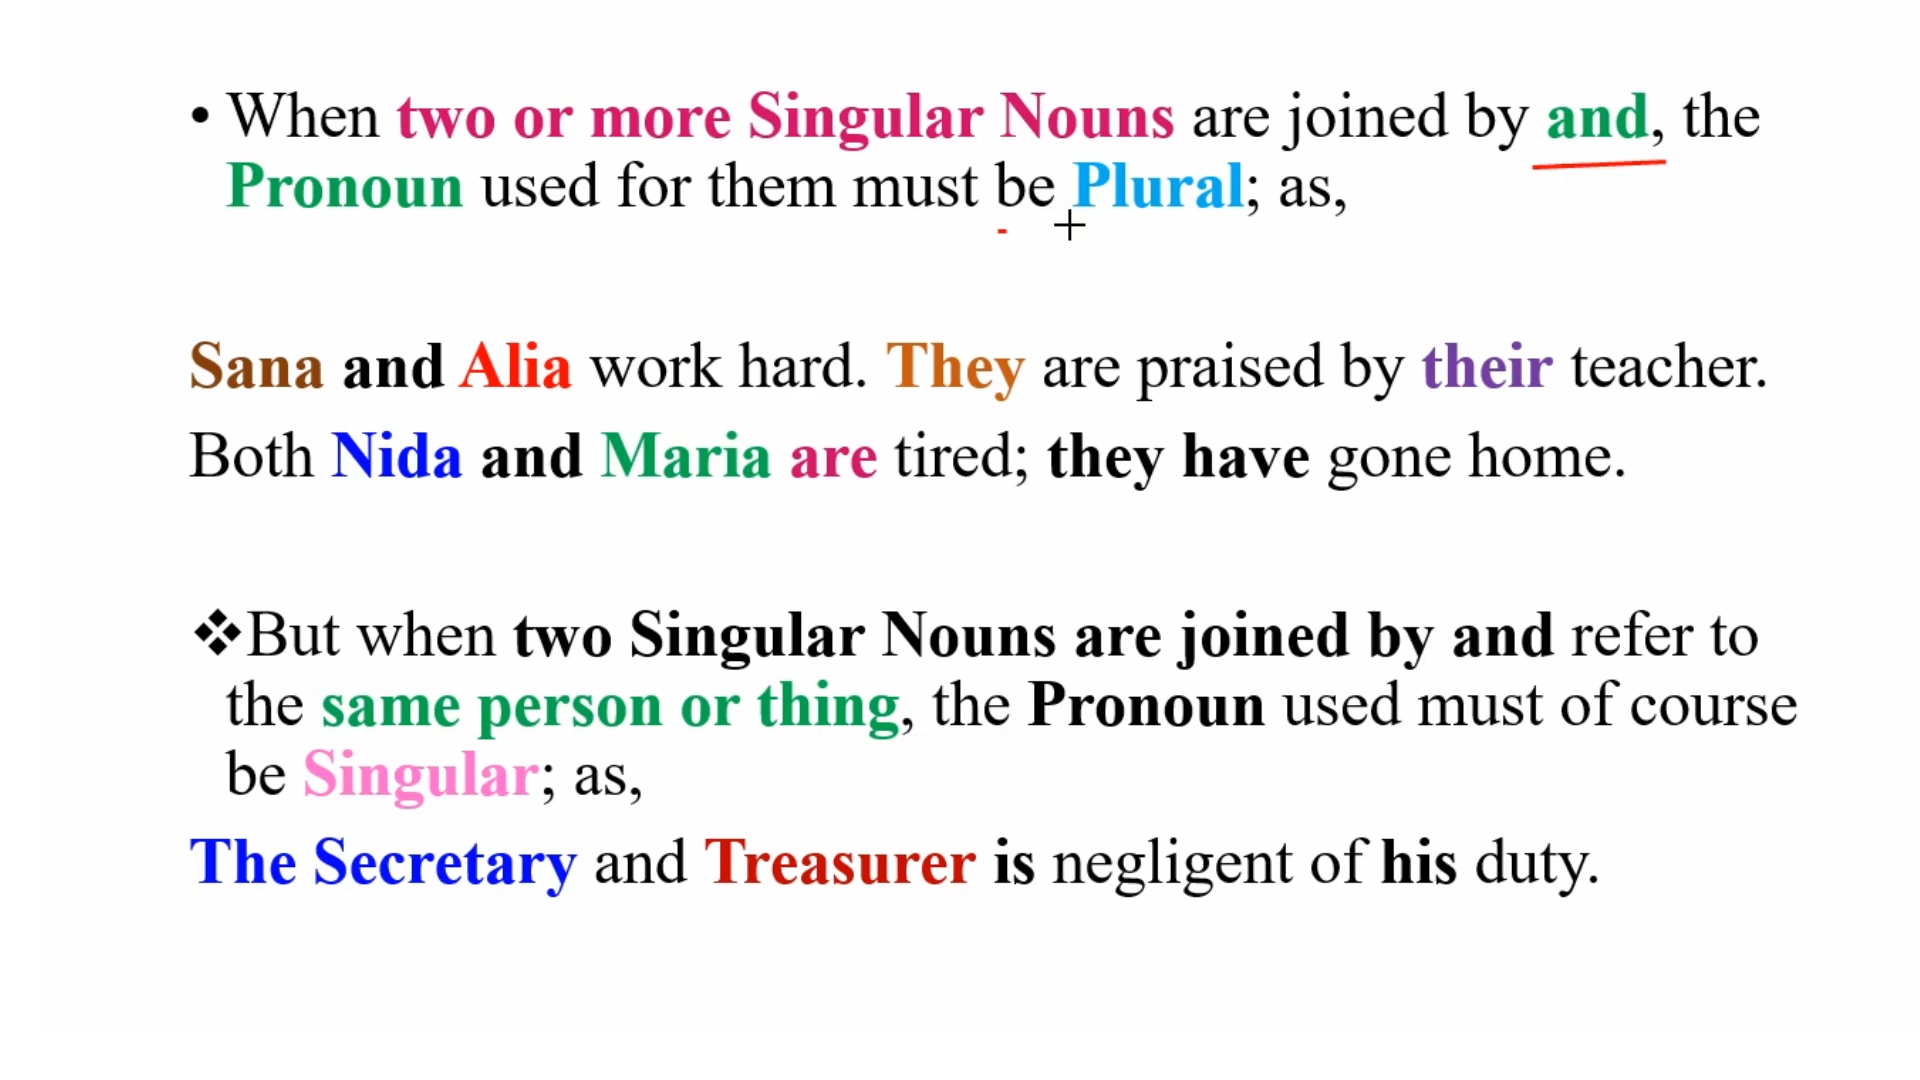 • When two or more Singular Nouns are joined by and, the
Pronoun used for them must be Plural; as,
Sana and Alia work hard. They are praised by their teacher.
Both Nida and Maria are tired; they have gone home.
❖But when two Singular Nouns are joined by and refer to
the same person or thing, the Pronoun used must of course
be Singular; as,
The Secretary and Treasurer is negligent of his duty.